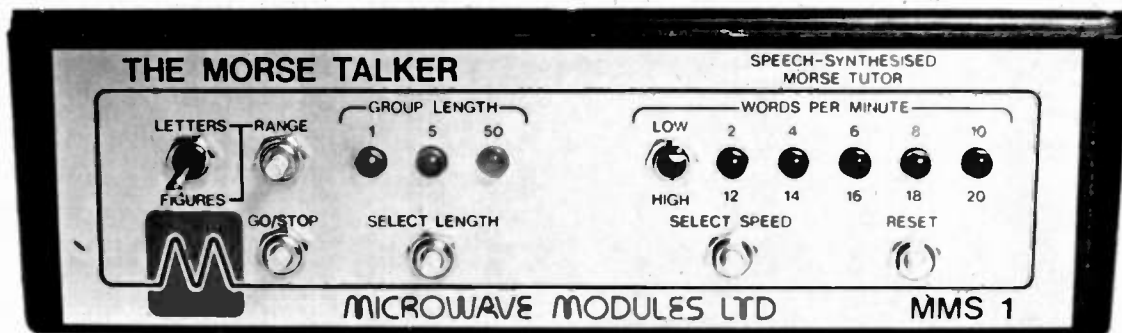 THE MORSE TALKER
SPEECH-SYNTHESISED
MORSE TUTOR
GROUP LENGTH
WORDS PER MINUTE
LETTERS RANGE 1 5 50 LOW 2 4 6 8 10
FIGURES HIGH 12 14 16 18 20
GO/STOP SELECT LENGTH SELECT SPEED RESET
MICROWAVE MODULES LTD MMS 1